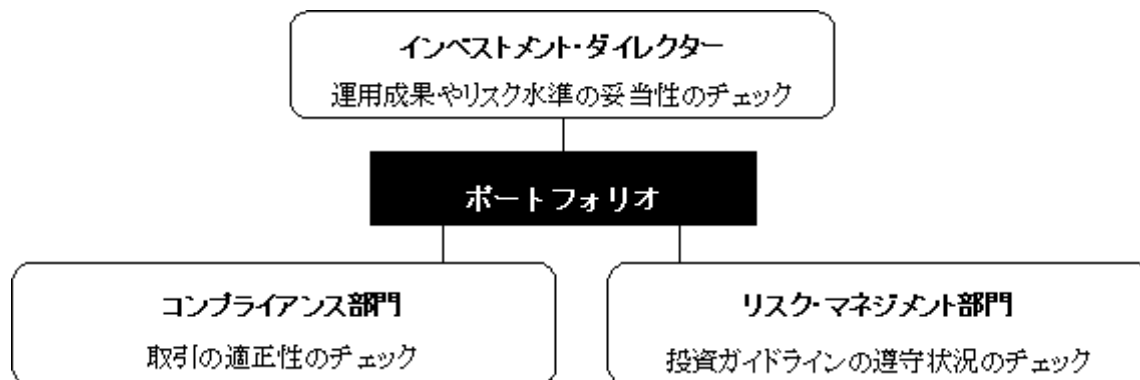 インベストメント・ダイレクター
運用成果やリスク水準の妥当性のチェック
ポートフォリオ
コンプライアンス部門
取引の適正性のチェック
リスク・マネジメント部門
投資ガイドラインの遵守状況のチェック